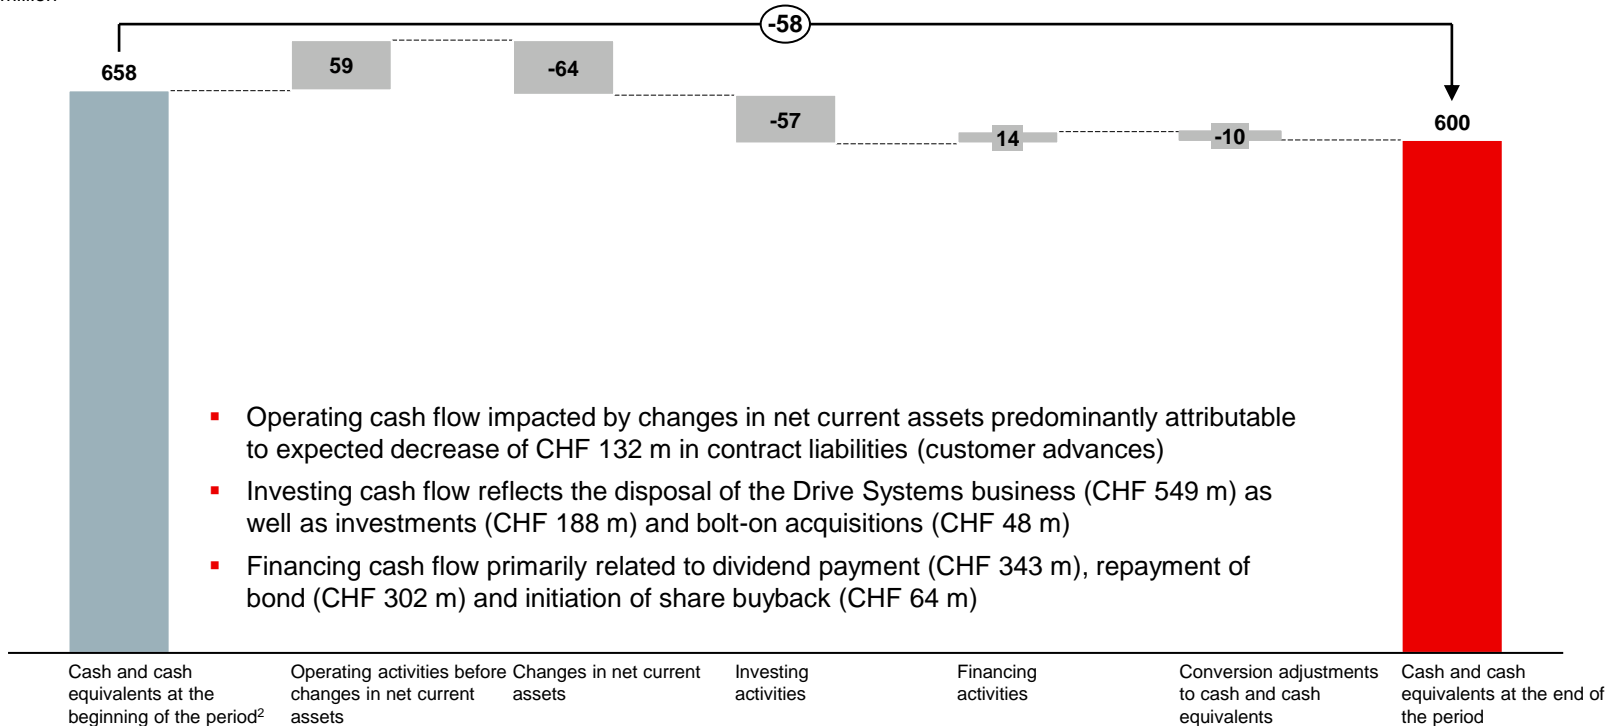 -58
658
59
-64
-57
14
-10
600
▪ Operating cash flow impacted by changes in net current assets predominantly attributable
to expected decrease of CHF 132 m in contract liabilities (customer advances)
▪ Investing cash flow reflects the disposal of the Drive Systems business (CHF 549 m) as
well as investments (CHF 188 m) and bolt-on acquisitions (CHF 48 m)
▪ Financing cash flow primarily related to dividend payment (CHF 343 m), repayment of
bond (CHF 302 m) and initiation of share buyback (CHF 64 m)
Cash and cash
equivalents at the
beginning of the period²
Operating activities before
changes in net current
assets
Changes in net current
assets
Investing
activities
Financing
activities
Conversion adjustments
to cash and cash
equivalents
Cash and cash
equivalents at the end of
the period